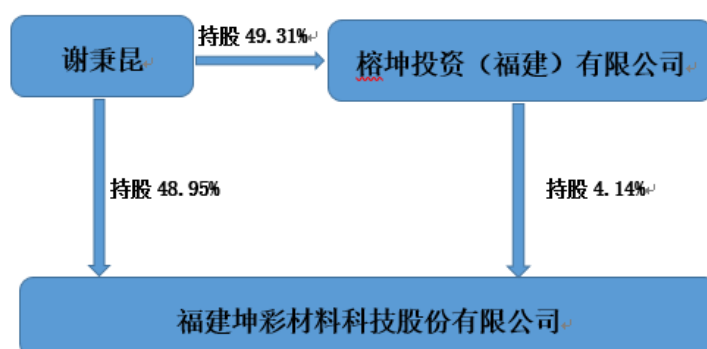 持股 49.31%
谢秉昆
榕坤投资（福建）有限公司
持股 48.95%
持股 4.14%
福建坤彩材料科技股份有限公司